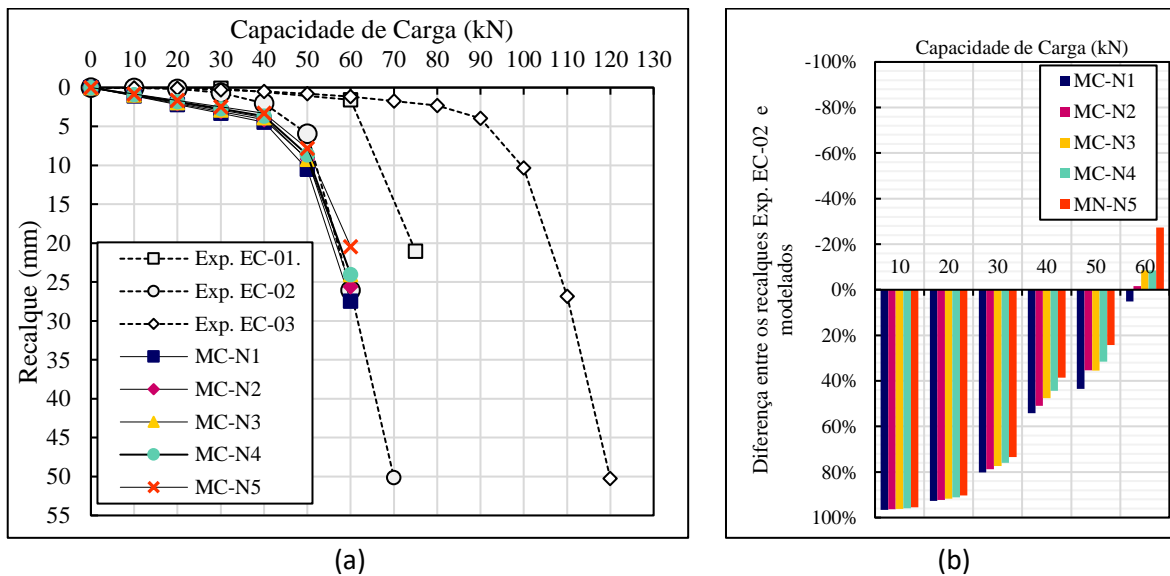 Capacidade de Carga (kN)
0 10 20 30 40 50 60 70 80 90 100 110 120 130
Recalque (mm)
0
5
10
15
20
25
30
35
40
45
50
55
Exp. EC-01.
Exp. EC-02
Exp. EC-03
MC-N1
MC-N2
MC-N3
MC-N4
MC-N5
(a)
Capacidade de Carga (kN)
Diferença entre os recalques Exp. EC-02 e
modelados
-100%
-80%
-60%
-40%
-20%
0%
20%
40%
60%
80%
100%
10 20 30 40 50 60
MC-N1
MC-N2
MC-N3
MC-N4
MN-N5
(b)